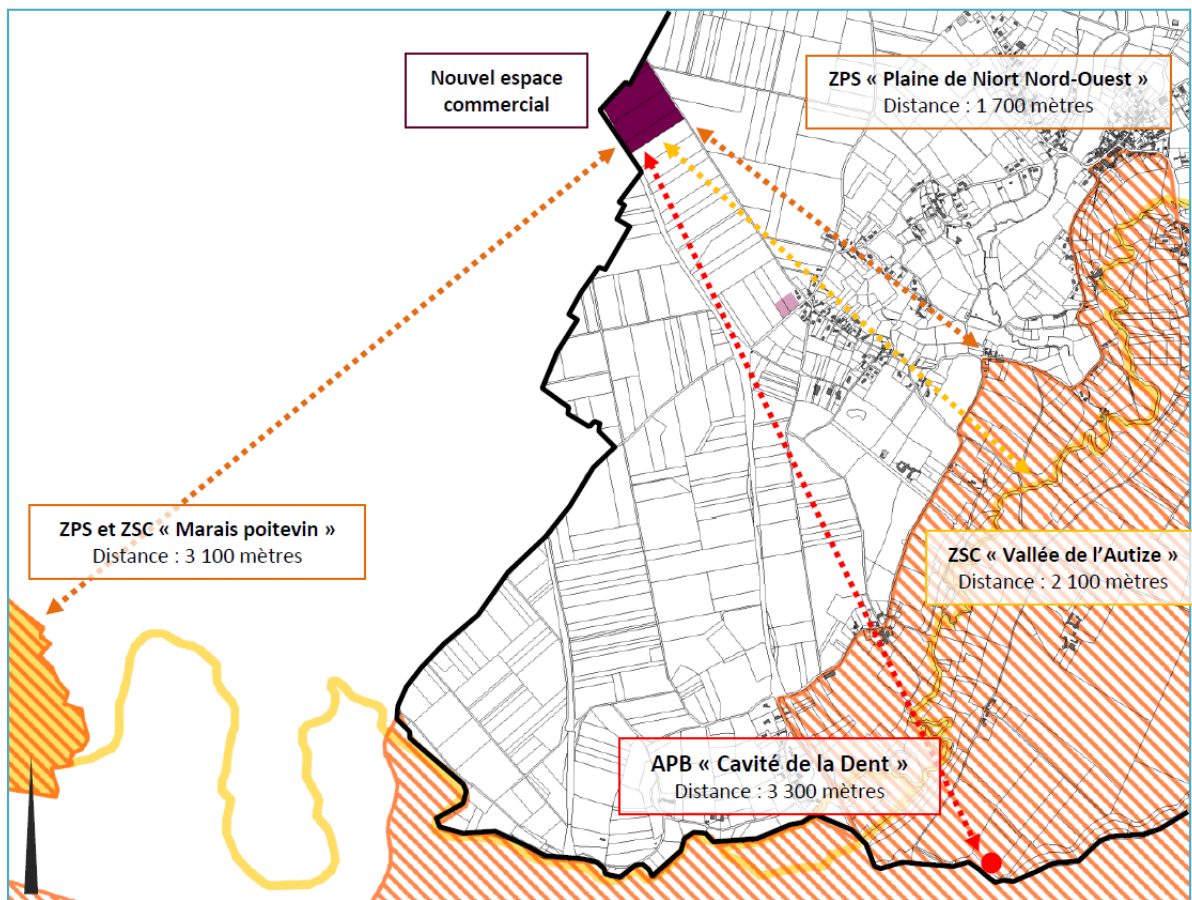 Nouvel espace
commercial
ZPS « Plaine de Niort Nord-Ouest »
Distance : 1 700 mètres
ZPS et ZSC « Marais poitevin »
Distance : 3 100 mètres
ZSC « Vallée de l’Autize »
Distance : 2 100 mètres
APB « Cavité de la Dent »
Distance : 3 300 mètres